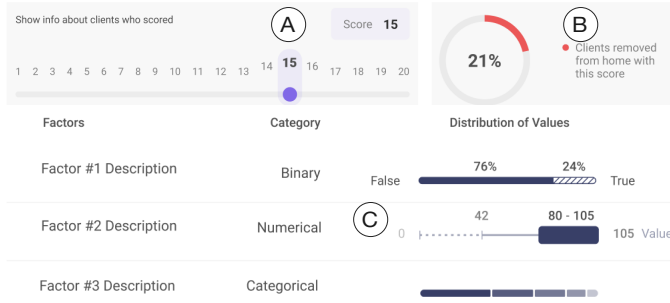 Show info about clients who scored
A
Score 15
1 2 3 4 5 6 7 8 9 10 11 12 13 14 15 16 17 18 19 20
21%
B
Clients removed
from home with
this score
Factors Category Distribution of Values
Factor #1 Description Binary False 76% 24% True
Factor #2 Description Numerical C 0 42 80 - 105 105 Value
Factor #3 Description Categorical